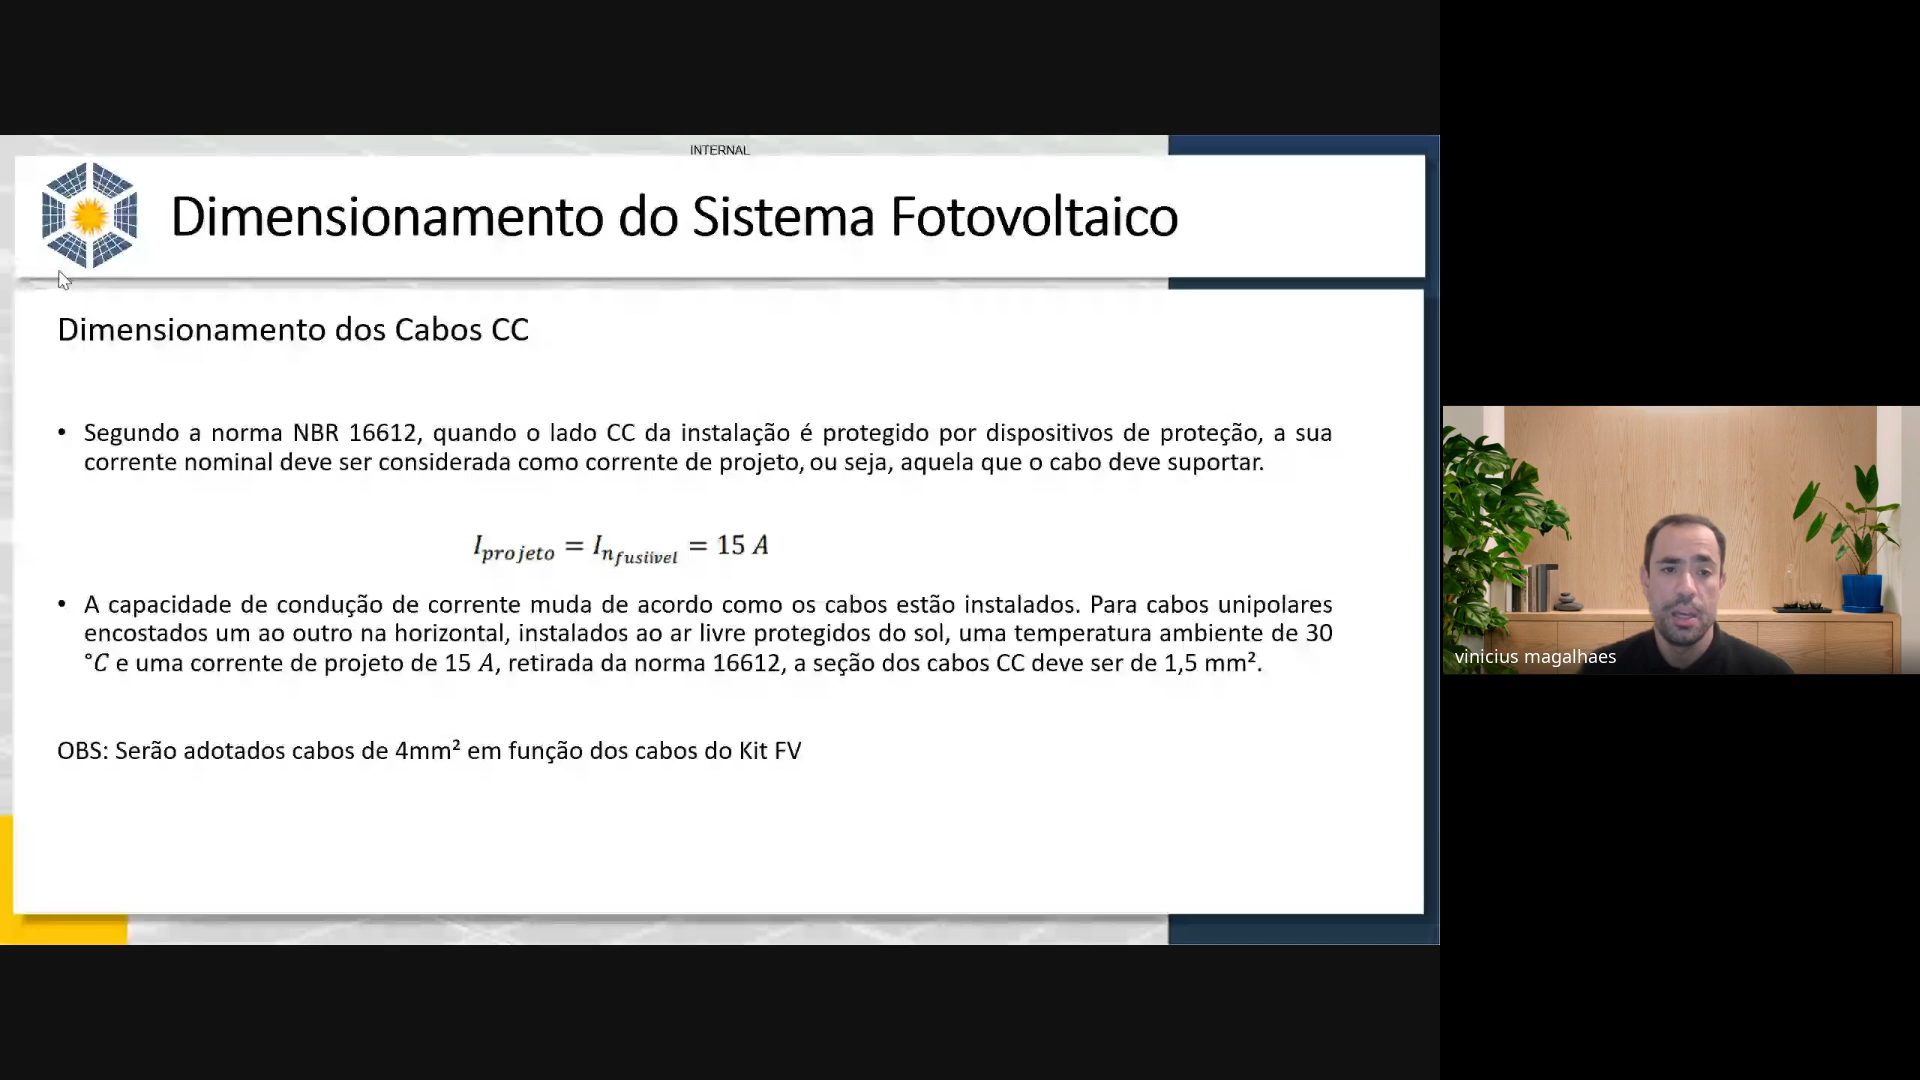 INTERNAL
Dimensionamento do Sistema Fotovoltaico
Dimensionamento dos Cabos CC
• Segundo a norma NBR 16612, quando o lado CC da instalação é protegido por dispositivos de proteção, a sua
corrente nominal deve ser considerada como corrente de projeto, ou seja, aquela que o cabo deve suportar.
I_projeto = I_n_fusíível = 15 A
• A capacidade de condução de corrente muda de acordo como os cabos estão instalados. Para cabos unipolares
encostados um ao outro na horizontal, instalados ao ar livre protegidos do sol, uma temperatura ambiente de 30
°C e uma corrente de projeto de 15 A, retirada da norma 16612, a seção dos cabos CC deve ser de 1,5 mm².
OBS: Serão adotados cabos de 4mm² em função dos cabos do Kit FV
vinicius magalhaes